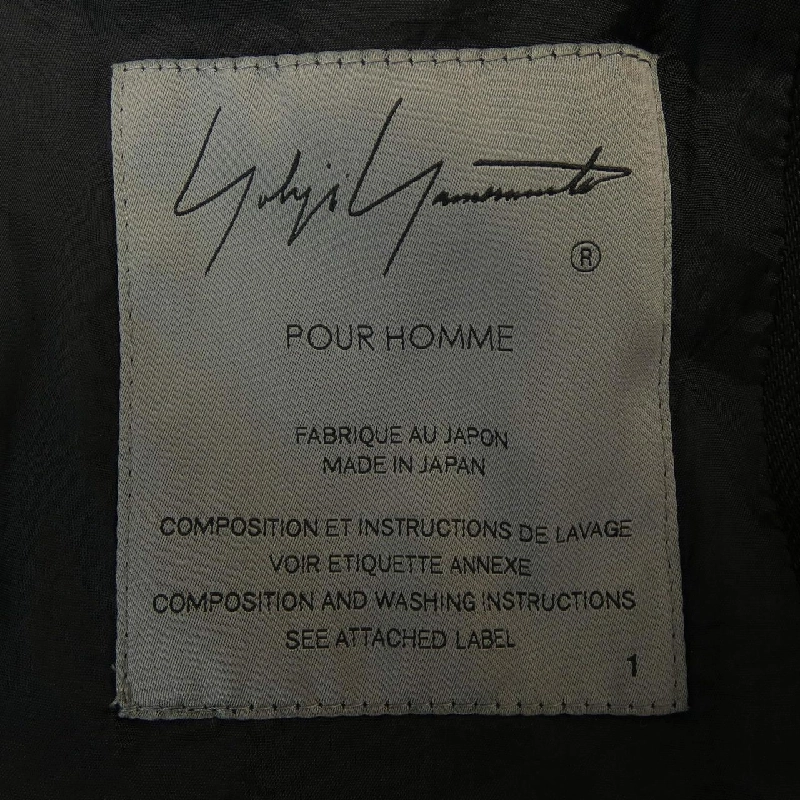 Yohji Yamamoto
®
POUR HOMME
FABRIQUE AU JAPON
MADE IN JAPAN
COMPOSITION ET INSTRUCTIONS DE LAVAGE
VOIR ETIQUETTE ANNEXE
COMPOSITION AND WASHING INSTRUCTIONS
SEE ATTACHED LABEL
1